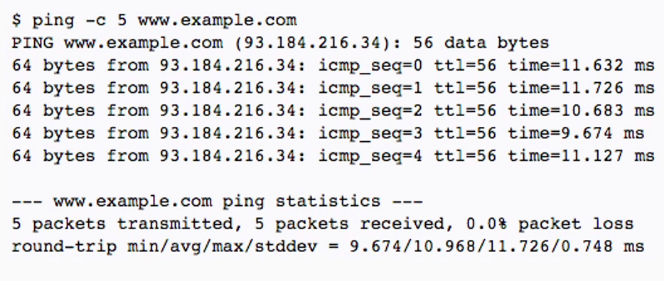 $ ping -c 5 www.example.com
PING www.example.com (93.184.216.34): 56 data bytes
64 bytes from 93.184.216.34: icmp_seq=0 ttl=56 time=11.632 ms
64 bytes from 93.184.216.34: icmp_seq=1 ttl=56 time=11.726 ms
64 bytes from 93.184.216.34: icmp_seq=2 ttl=56 time=10.683 ms
64 bytes from 93.184.216.34: icmp_seq=3 ttl=56 time=9.674 ms
64 bytes from 93.184.216.34: icmp_seq=4 ttl=56 time=11.127 ms

--- www.example.com ping statistics ---
5 packets transmitted, 5 packets received, 0.0% packet loss
round-trip min/avg/max/stddev = 9.674/10.968/11.726/0.748 ms